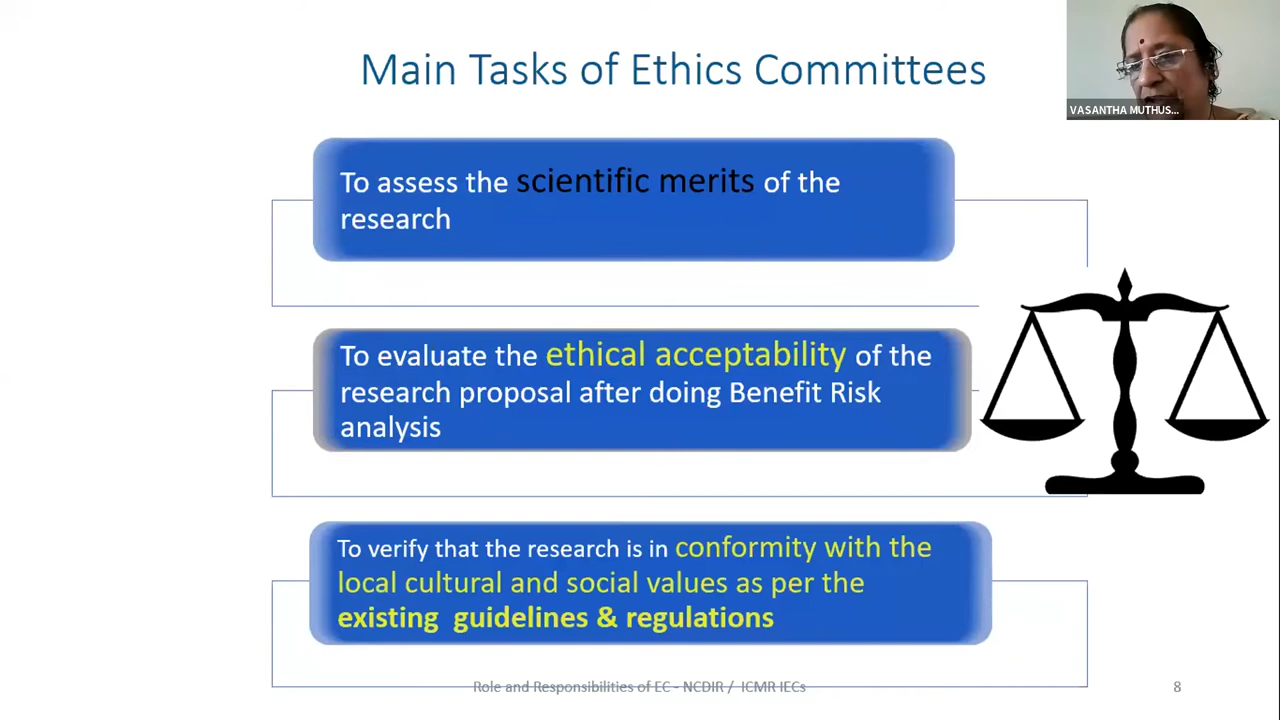 Main Tasks of Ethics Committees
VASANTHA MUTHUS...
To assess the scientific merits of the
research
To evaluate the ethical acceptability of the
research proposal after doing Benefit Risk
analysis
To verify that the research is in conformity with the
local cultural and social values as per the
existing guidelines & regulations
Role and Responsibilities of EC - NCDIR / ICMR IECs
8